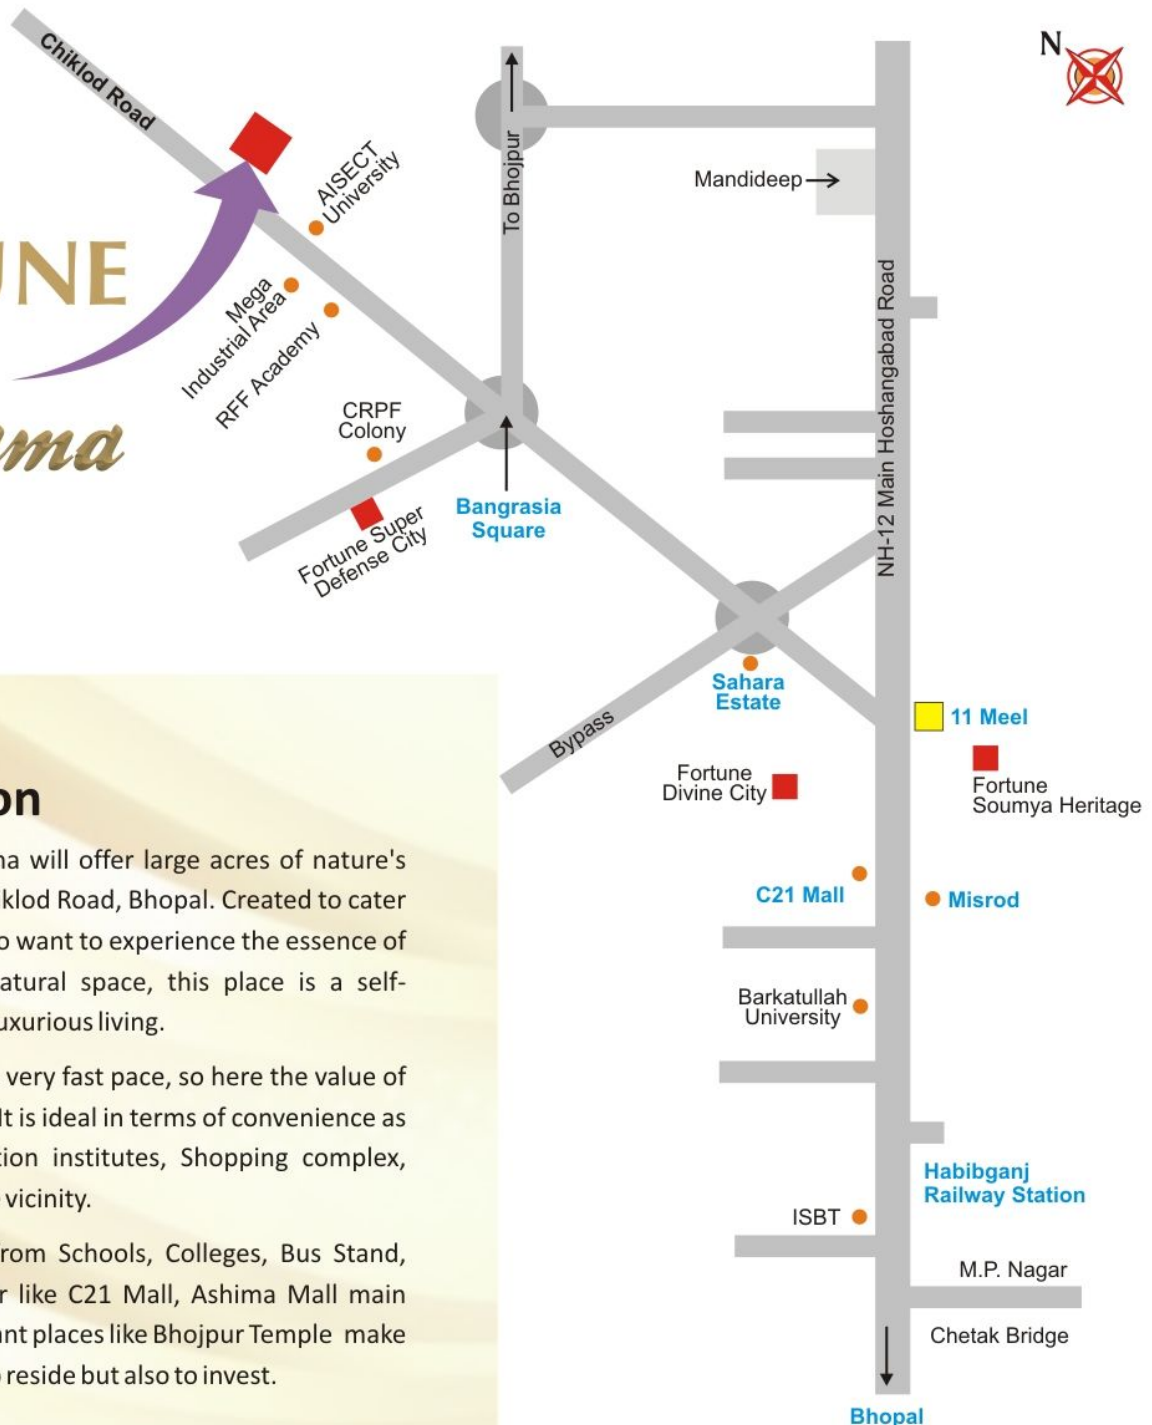 Chiklod Road
N
AISECT
University
To Bhojpur
Mandideep
UNE
Mega
Industrial Area
RFF Academy
NH-12 Main Hoshangabad Road
CRPF
Colony
Bangrasia
Square
Fortune Super
Defense City
Sahara
Estate
Bypass
11 Meel
Fortune
Divine City
Fortune
Soumya Heritage
C21 Mall
Misrod
Barkatullah
University
Habibganj
Railway Station
ISBT
M.P. Nagar
Chetak Bridge
Bhopal
on
na will offer large acres of nature's
klod Road, Bhopal. Created to cater
o want to experience the essence of
atural space, this place is a self-
uxurious living.
very fast pace, so here the value of
It is ideal in terms of convenience as
tion institutes, Shopping complex,
vicinity.
rom Schools, Colleges, Bus Stand,
r like C21 Mall, Ashima Mall main
ant places like Bhojpur Temple make
reside but also to invest.